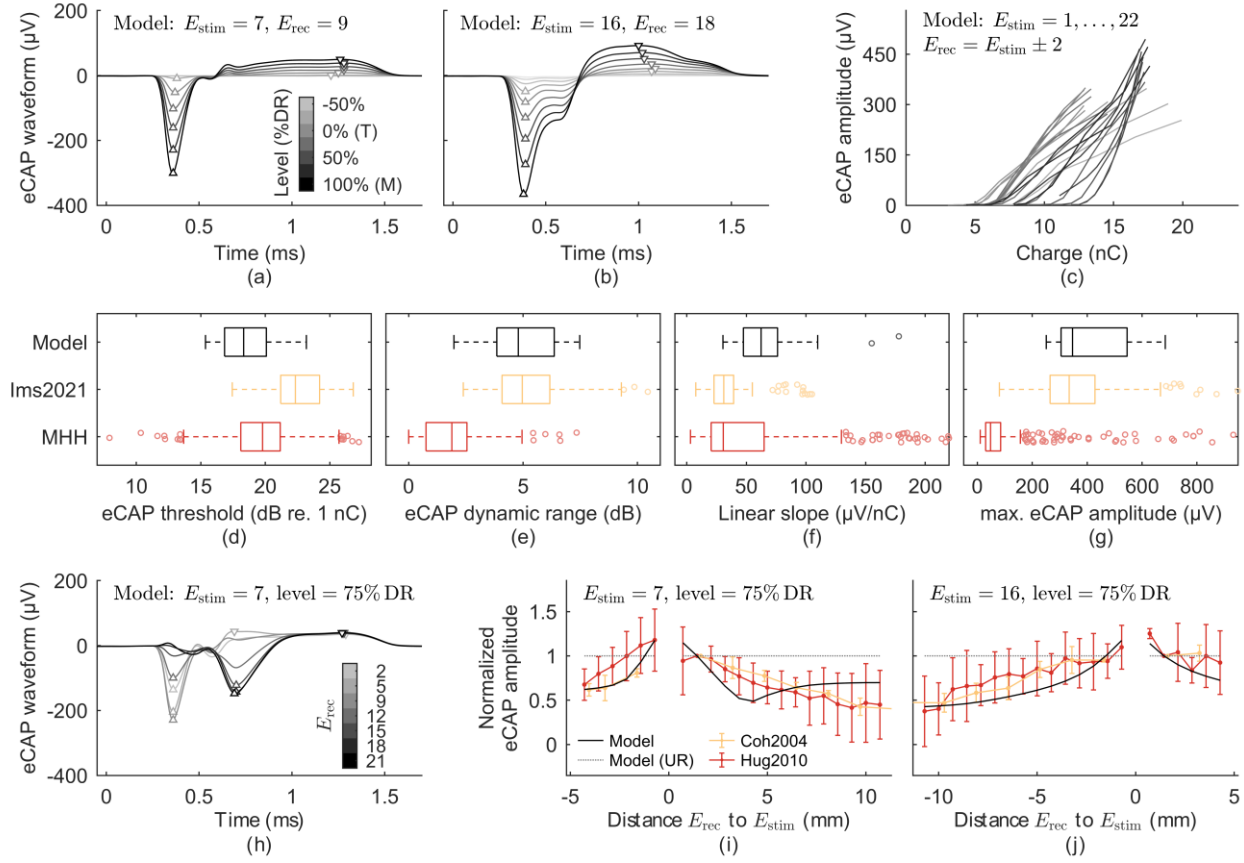 Model: E_stim = 7, E_rec = 9
eCAP waveform (μV)
200
0
-200
-400
Level (%DR)
-50%
0% (T)
50%
100% (M)
0
0.5
1
1.5
Time (ms)
(a)
Model: E_stim = 16, E_rec = 18
0
0.5
1
1.5
Time (ms)
(b)
Model: E_stim = 1, . . . , 22
E_rec = E_stim ± 2
eCAP amplitude (μV)
450
300
150
0
0
5
10
15
20
Charge (nC)
(c)
Model
Ims2021
MHH
10
15
20
25
eCAP threshold (dB re. 1 nC)
(d)
0
5
10
eCAP dynamic range (dB)
(e)
0
50
100
150
200
Linear slope (μV/nC)
(f)
0
200
400
600
800
max. eCAP amplitude (μV)
(g)
Model: E_stim = 7, level = 75% DR
eCAP waveform (μV)
200
0
-200
-400
E_rec
2
5
9
12
15
18
21
0
0.5
1
1.5
Time (ms)
(h)
E_stim = 7, level = 75% DR
Normalized
eCAP amplitude
1.5
1
0.5
0
Model
Model (UR)
Coh2004
Hug2010
-5
0
5
10
Distance E_rec to E_stim (mm)
(i)
E_stim = 16, level = 75% DR
-10
-5
0
5
Distance E_rec to E_stim (mm)
(j)